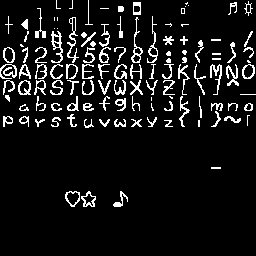 ! " # $ % & ' ( ) * + , - . /
0123456789:;<=>?
@ABCDEFGHIJKLMNO
PQRSTUVWXYZ[\]^_
`abcdefghijklmno
pqrstuvwxyz{|}~
♡☆ ♪